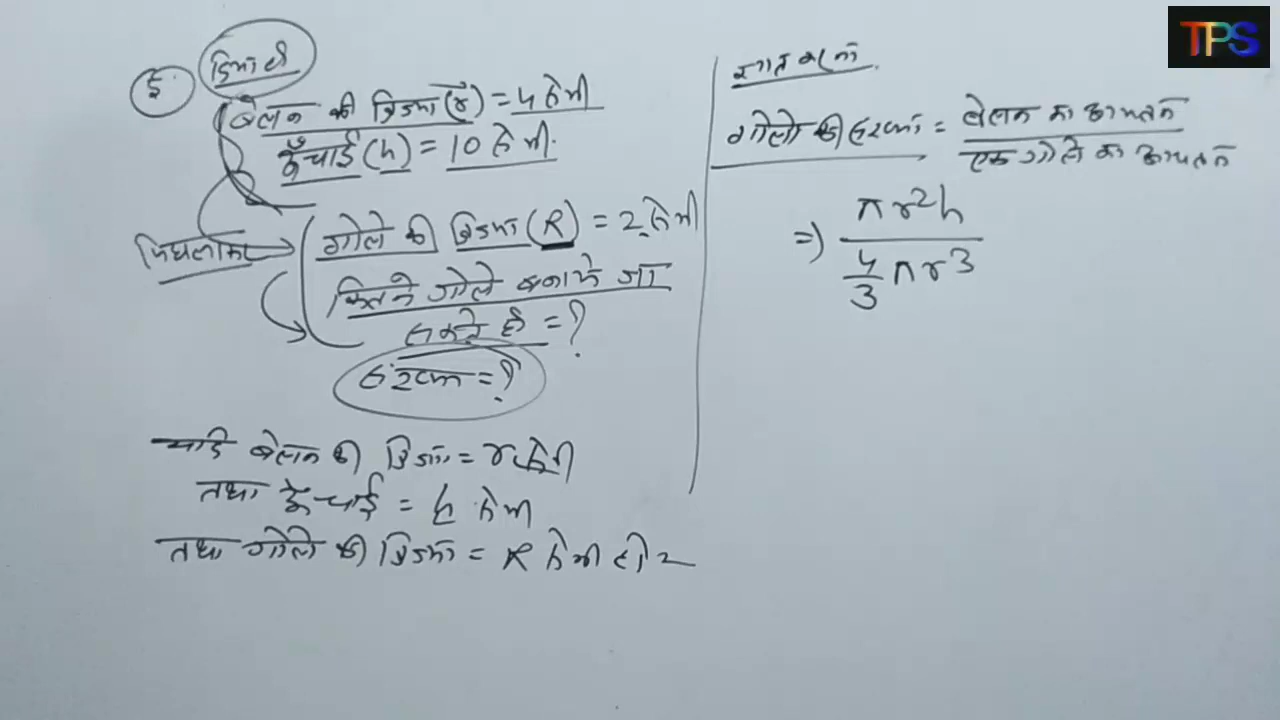 TPS
ई. दिया है
बेलन की त्रिज्या (r) = 4 सेमी
ऊँचाई (h) = 10 सेमी.
पिघलाकर
गोले की त्रिज्या (R) = 2 सेमी
कितने गोले बनाये जा
सकते है = ?
संख्या = ?
यदि बेलन की त्रिज्या = r सेमी
तथा ऊँचाई = h सेमी
तथा गोले की त्रिज्या = R सेमी हो
ज्ञात करना.
गोलो की संख्या = बेलन का आयतन
एक गोले का आयतन
=) πr²h
4/3 πr³